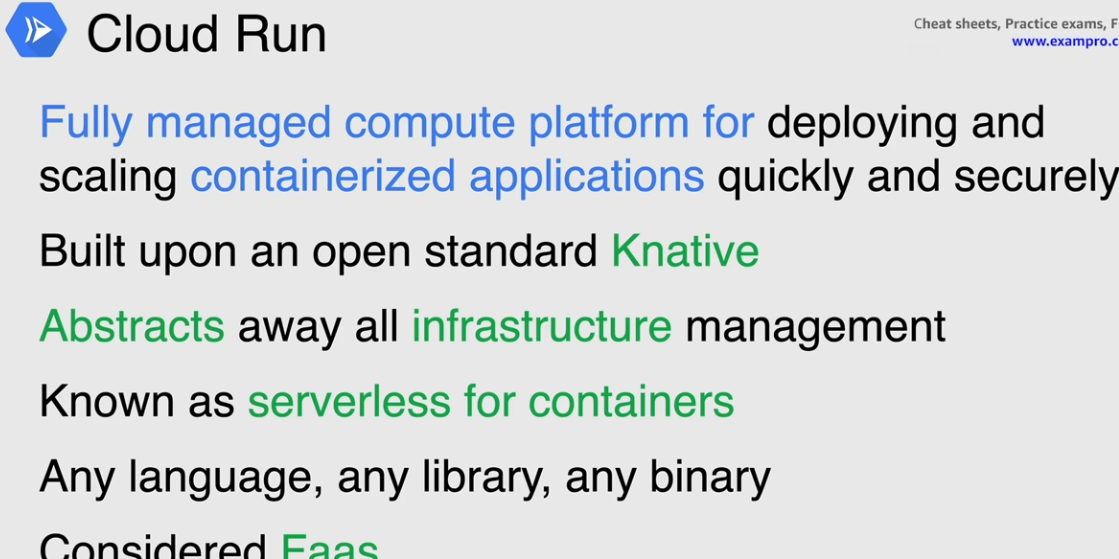 Cloud Run
Cheat sheets, Practice exams,
Fully managed compute platform for deploying and
scaling containerized applications quickly and securely
Built upon an open standard Knative
Abstracts away all infrastructure management
Known as serverless for containers
Any language, any library, any binary
Considered Faas